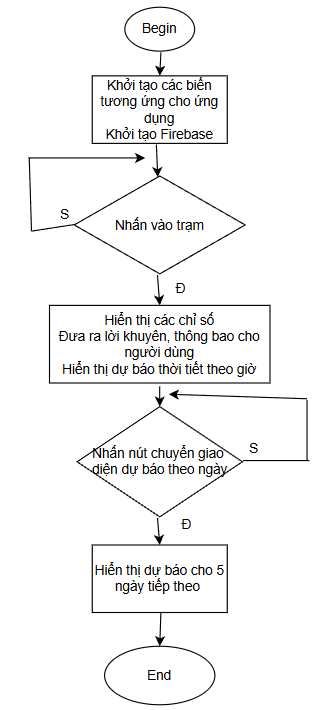 Begin
Khởi tạo các biến
tương ứng cho ứng
dụng
Khởi tạo Firebase
S
Nhấn vào trạm
Đ
Hiển thị các chỉ số
Đưa ra lời khuyên, thông bao cho
người dùng
Hiển thị dự báo thời tiết theo giờ
Nhấn nút chuyển giao
diện dự báo theo ngày
S
Đ
Hiển thị dự báo cho 5
ngày tiếp theo
End